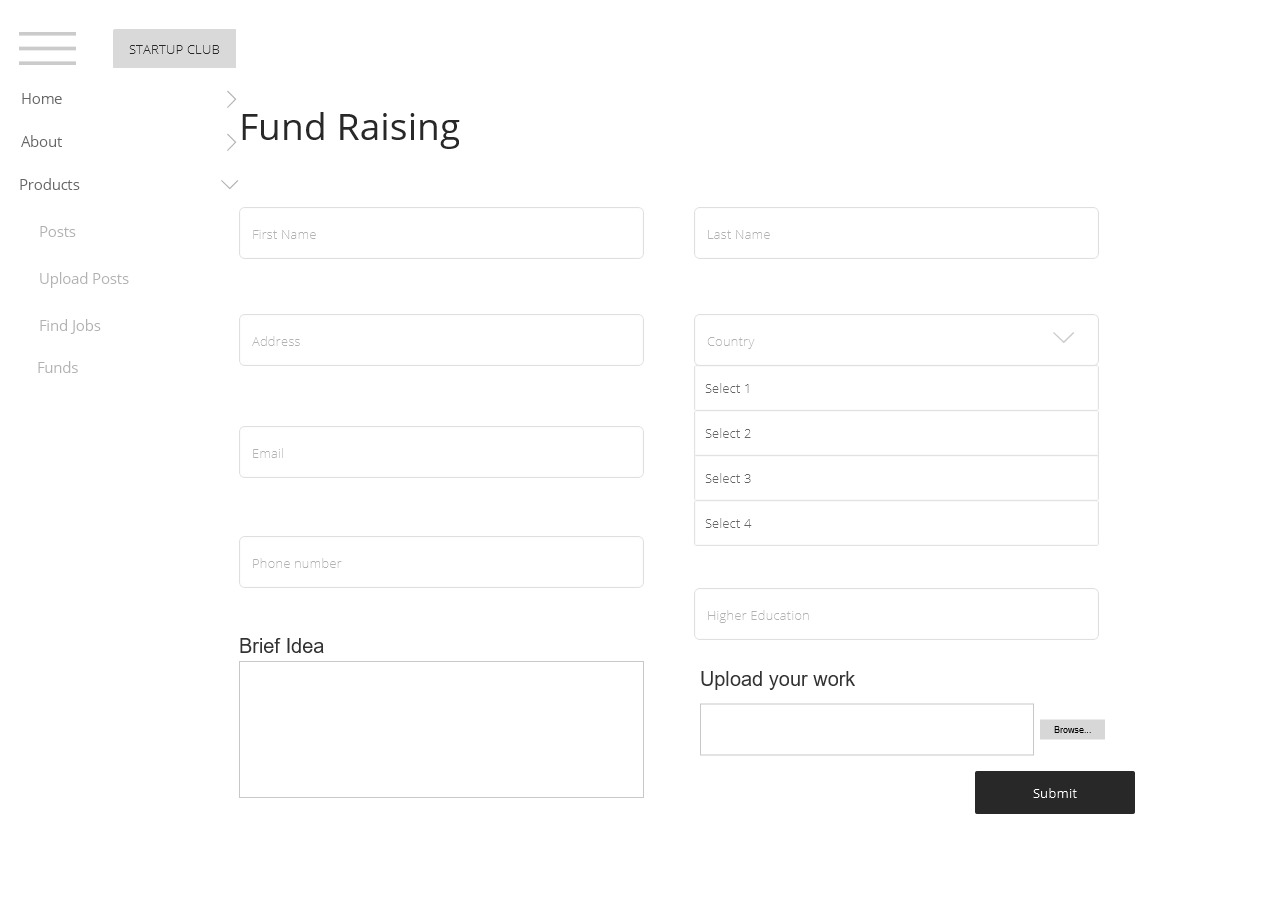 STARTUP CLUB
Home
About
Products
Posts
Upload Posts
Find Jobs
Funds
Fund Raising
First Name
Last Name
Address
Country
Select 1
Select 2
Select 3
Select 4
Email
Phone number
Higher Education
Brief Idea
Upload your work
Browse...
Submit